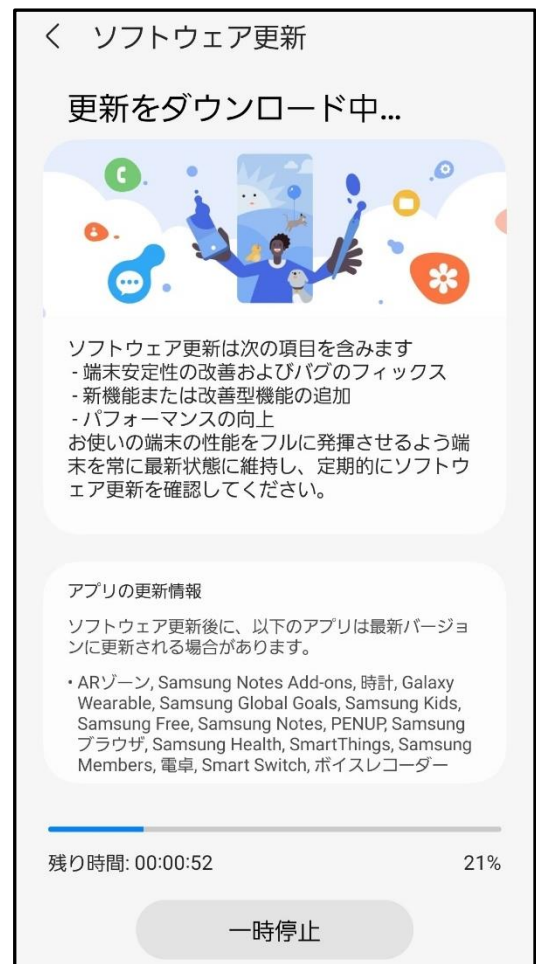 く ソフトウェア更新
更新をダウンロード中...
ソフトウェア更新は次の項目を含みます
- 端末安定性の改善およびバグのフィックス
- 新機能または改善型機能の追加
- パフォーマンスの向上
お使いの端末の性能をフルに発揮させるよう端
末を常に最新状態に維持し、定期的にソフトウ
ェア更新を確認してください。
アプリの更新情報
ソフトウェア更新後に、以下のアプリは最新バージョ
ンに更新される場合があります。
• ARゾーン, Samsung Notes Add-ons, 時計, Galaxy
Wearable, Samsung Global Goals, Samsung Kids,
Samsung Free, Samsung Notes, PENUP, Samsung
ブラウザ, Samsung Health, SmartThings, Samsung
Members, 電卓, Smart Switch, ボイスレコーダー
残り時間: 00:00:52 21%
一時停止